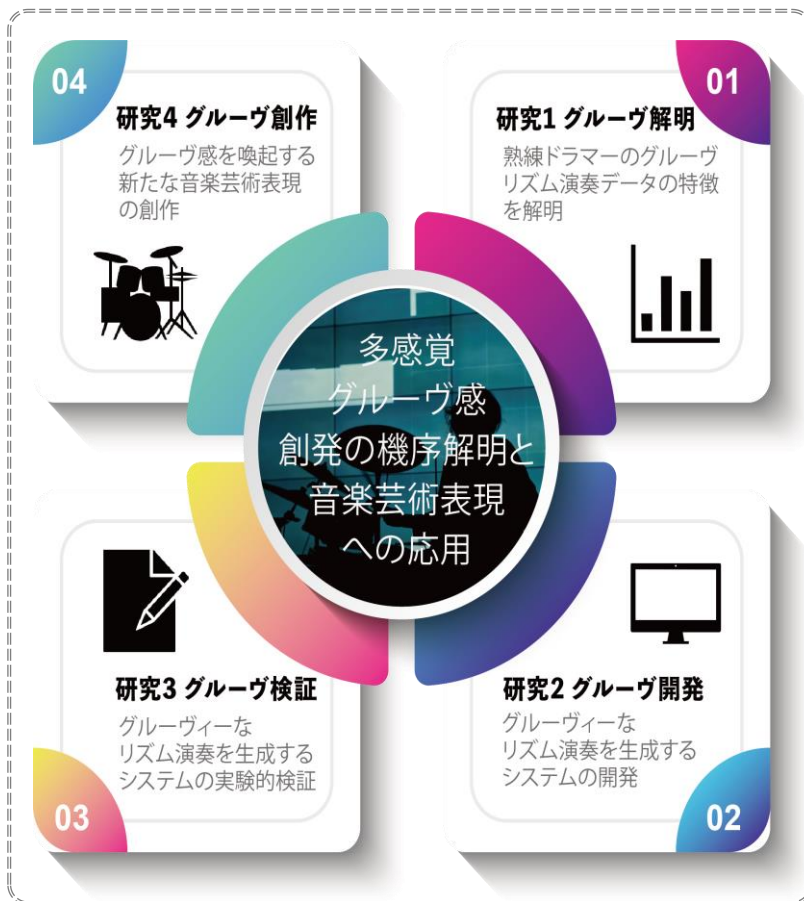 04
研究4 グルーヴ創作
グルーヴ感を喚起する
新たな音楽芸術表現
の創作
01
研究1 グルーヴ解明
熟練ドラマーのグルーヴ
リズム演奏データの特徴
を解明
多感覚
グルーヴ感
創発の機序解明と
音楽芸術表現
への応用
研究3 グルーヴ検証
グルーヴィーな
リズム演奏を生成する
システムの実験的検証
03
研究2 グルーヴ開発
グルーヴィーな
リズム演奏を生成する
システムの開発
02